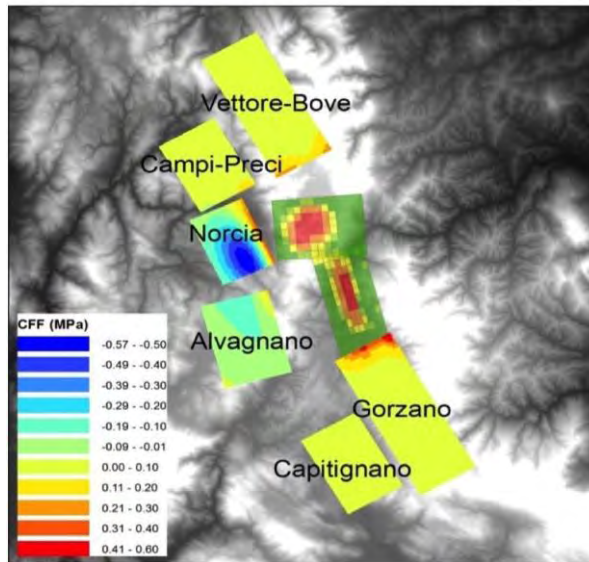 Vettore-Bove
Campi-Preci
Norcia
Alvagnano
Gorzano
Capitignano
CFF (MPa)
-0.57 - -0.50
-0.49 - -0.40
-0.39 - -0.30
-0.29 - -0.20
-0.19 - -0.10
-0.09 - -0.01
0.00 - 0.10
0.11 - 0.20
0.21 - 0.30
0.31 - 0.40
0.41 - 0.60